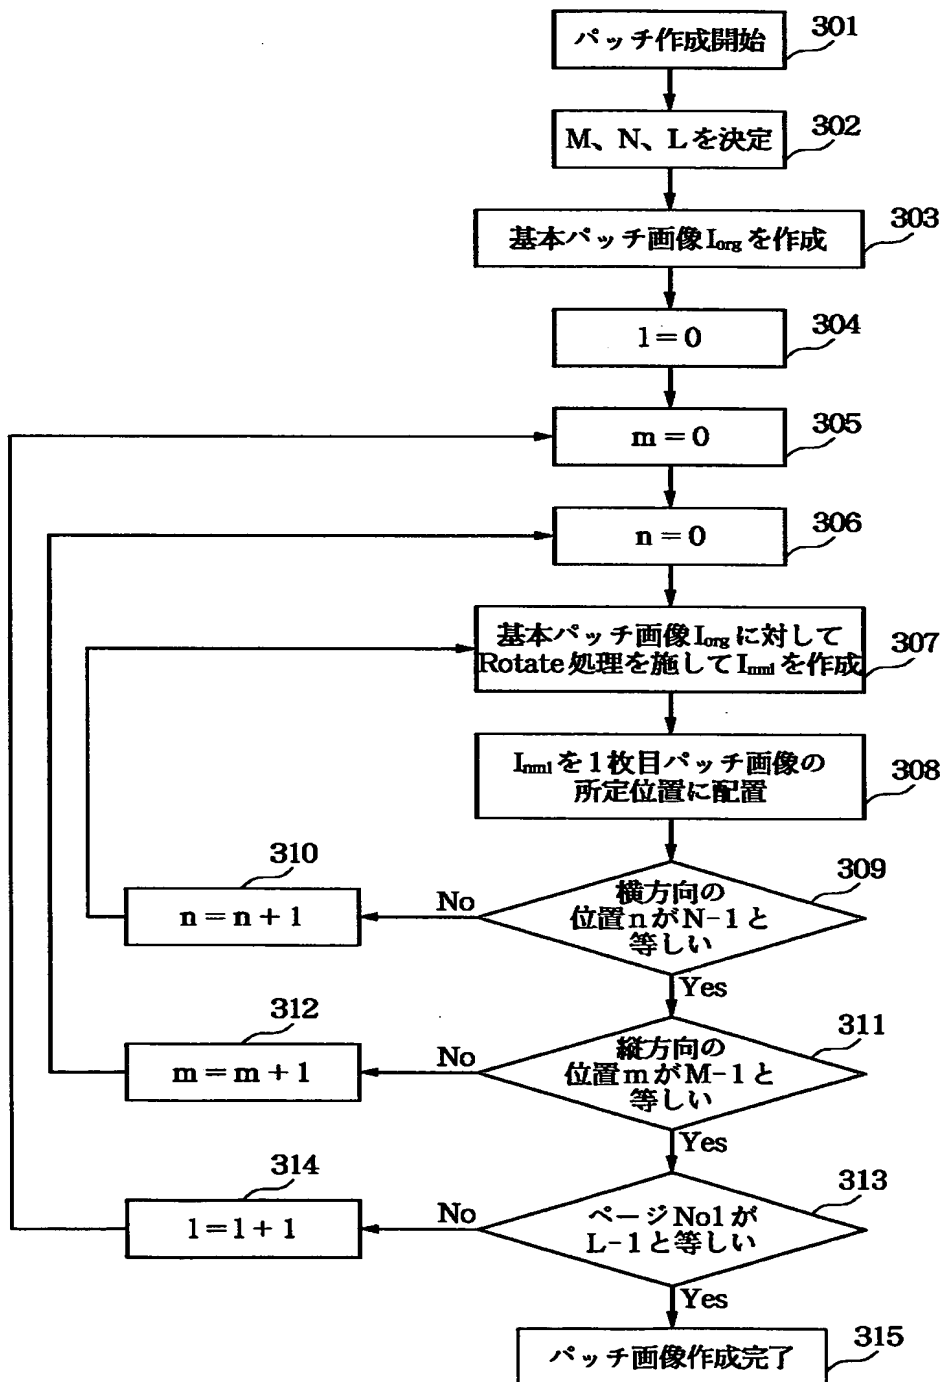 パッチ作成開始
301
M、N、Lを決定
302
基本パッチ画像Iorgを作成
303
l=0
304
m=0
305
n=0
306
基本パッチ画像Iorgに対して
Rotate処理を施してInmlを作成
307
Inmlをl枚目パッチ画像の
所定位置に配置
308
横方向の
位置nがN-1と
等しい
309
No
Yes
310
n=n+1
縦方向の
位置mがM-1と
等しい
311
No
Yes
312
m=m+1
ページNolが
L-1と等しい
313
No
Yes
314
l=l+1
パッチ画像作成完了
315